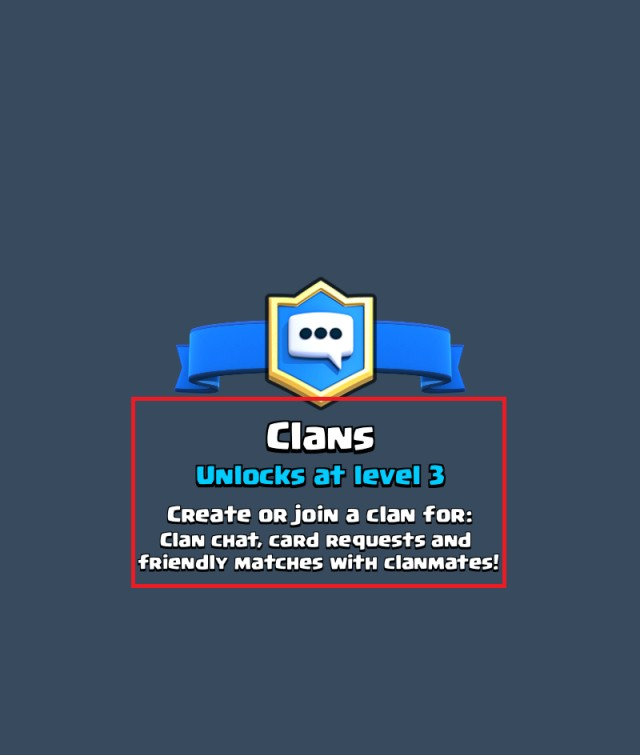 Clans
Unlocks at level 3
Create or join a clan for:
Clan chat, card requests and
friendly matches with clanmates!